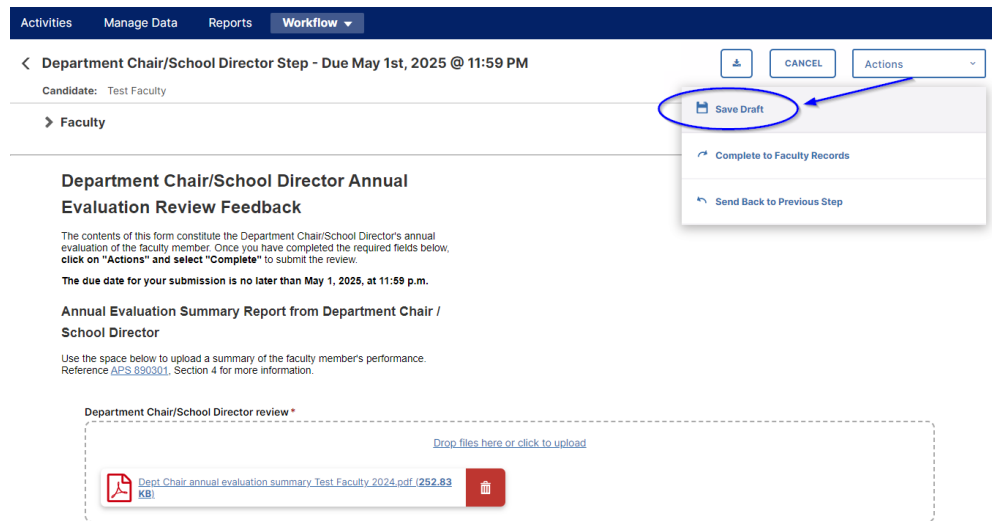 Activities Manage Data Reports Workflow
Department Chair/School Director Step - Due May 1st, 2025 @ 11:59 PM
CANCEL
Actions
Candidate: Test Faculty
Save Draft
Faculty
Complete to Faculty Records
Send Back to Previous Step
Department Chair/School Director Annual
Evaluation Review Feedback
The contents of this form constitute the Department Chair/School Director's annual
evaluation of the faculty member. Once you have completed the required fields below,
click on "Actions" and select "Complete" to submit the review.
The due date for your submission is no later than May 1, 2025, at 11:59 p.m.
Annual Evaluation Summary Report from Department Chair /
School Director
Use the space below to upload a summary of the faculty member's performance.
Reference APS 890301, Section 4 for more information.
Department Chair/School Director review *
Drop files here or click to upload
Dept Chair annual evaluation summary Test Faculty 2024.pdf (252.83
KB)